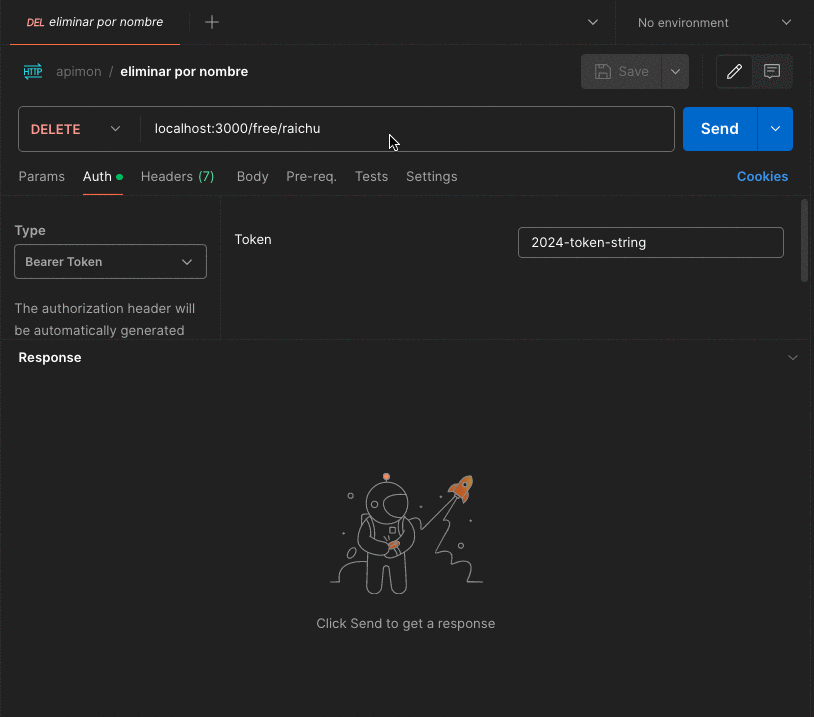 DEL eliminar por nombre
No environment
HTTP apimon / eliminar por nombre
Save
DELETE localhost:3000/free/raichu
Send
Params Auth Headers (7) Body Pre-req. Tests Settings Cookies
Type
Bearer Token
Token 2024-token-string
The authorization header will
be automatically generated
Response
Click Send to get a response